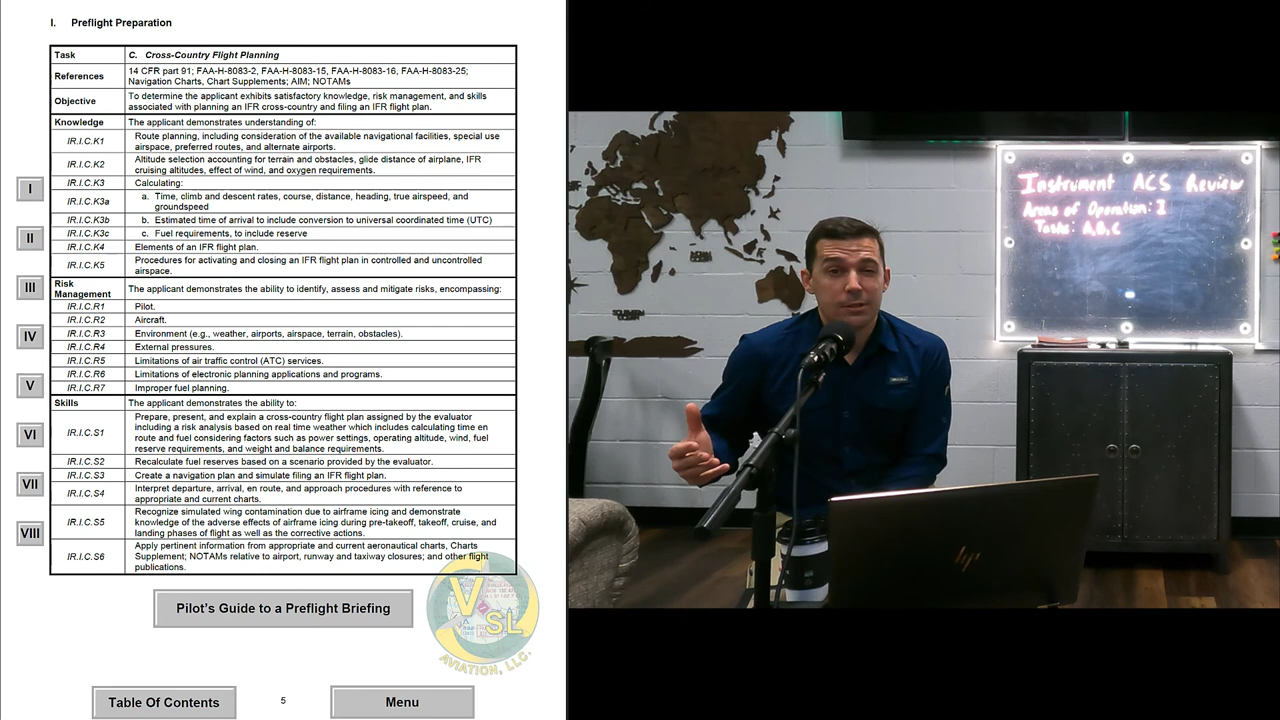 I. Preflight Preparation
Task
C. Cross-Country Flight Planning
References
14 CFR part 91; FAA-H-8083-2, FAA-H-8083-15, FAA-H-8083-16, FAA-H-8083-25;
Navigation Charts, Chart Supplements; AIM; NOTAMs
Objective
To determine the applicant exhibits satisfactory knowledge, risk management, and skills
associated with planning an IFR cross-country and filing an IFR flight plan.
Knowledge
The applicant demonstrates understanding of:
IR.I.C.K1
Route planning, including consideration of the available navigational facilities, special use
airspace, preferred routes, and alternate airports.
IR.I.C.K2
Altitude selection accounting for terrain and obstacles, glide distance of airplane, IFR
cruising altitudes, effect of wind, and oxygen requirements.
IR.I.C.K3
Calculating:
IR.I.C.K3a
a. Time, climb and descent rates, course, distance, heading, true airspeed, and
groundspeed
IR.I.C.K3b
b. Estimated time of arrival to include conversion to universal coordinated time (UTC)
IR.I.C.K3c
c. Fuel requirements, to include reserve
IR.I.C.K4
Elements of an IFR flight plan.
IR.I.C.K5
Procedures for activating and closing an IFR flight plan in controlled and uncontrolled
airspace.
Risk
Management
The applicant demonstrates the ability to identify, assess and mitigate risks, encompassing:
IR.I.C.R1
Pilot.
IR.I.C.R2
Aircraft.
IR.I.C.R3
Environment (e.g., weather, airports, airspace, terrain, obstacles).
IR.I.C.R4
External pressures.
IR.I.C.R5
Limitations of air traffic control (ATC) services.
IR.I.C.R6
Limitations of electronic planning applications and programs.
IR.I.C.R7
Improper fuel planning.
Skills
The applicant demonstrates the ability to:
IR.I.C.S1
Prepare, present, and explain a cross-country flight plan assigned by the evaluator
including a risk analysis based on real time weather which includes calculating time en
route and fuel considering factors such as power settings, operating altitude, wind, fuel
reserve requirements, and weight and balance requirements.
IR.I.C.S2
Recalculate fuel reserves based on a scenario provided by the evaluator.
IR.I.C.S3
Create a navigation plan and simulate filing an IFR flight plan.
IR.I.C.S4
Interpret departure, arrival, en route, and approach procedures with reference to
appropriate and current charts.
IR.I.C.S5
Recognize simulated wing contamination due to airframe icing and demonstrate
knowledge of the adverse effects of airframe icing during pre-takeoff, takeoff, cruise, and
landing phases of flight as well as the corrective actions.
IR.I.C.S6
Apply pertinent information from appropriate and current aeronautical charts, Charts
Supplement; NOTAMs relative to airport, runway and taxiway closures; and other flight
publications.
I
II
III
IV
V
VI
VII
VIII
Pilot's Guide to a Preflight Briefing
VSL
AVIATION, LLC.
Table Of Contents
5
Menu
Instrument ACS Review
Areas of Operation: I
Tasks: A,B,C
SOUTHERN
OCEAN
hp